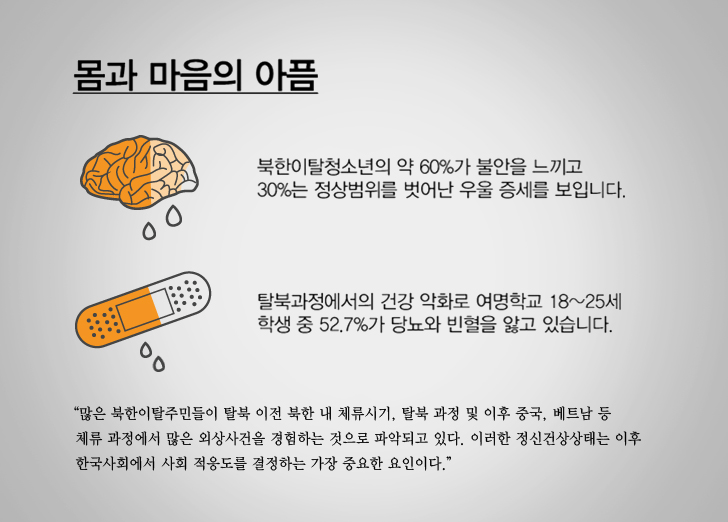 몸과 마음의 아픔
북한이탈청소년의 약 60%가 불안을 느끼고
30%는 정상범위를 벗어난 우울 증세를 보입니다.
탈북과정에서의 건강 악화로 여명학교 18~25세
학생 중 52.7%가 당뇨와 빈혈을 앓고 있습니다.
“많은 북한이탈주민들이 탈북 이전 북한 내 체류시기, 탈북 과정 및 이후 중국, 베트남 등
체류 과정에서 많은 외상사건을 경험하는 것으로 파악되고 있다. 이러한 정신건상상태는 이후
한국사회에서 사회 적응도를 결정하는 가장 중요한 요인이다.”